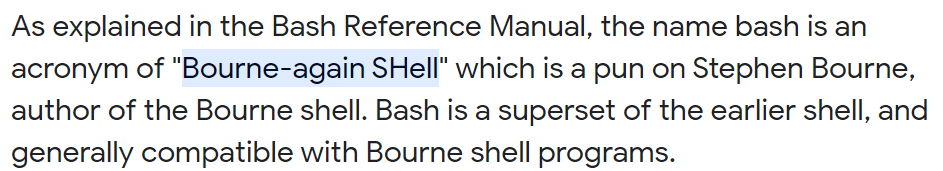 As explained in the Bash Reference Manual, the name bash is an
acronym of "Bourne-again SHell" which is a pun on Stephen Bourne,
author of the Bourne shell. Bash is a superset of the earlier shell, and
generally compatible with Bourne shell programs.